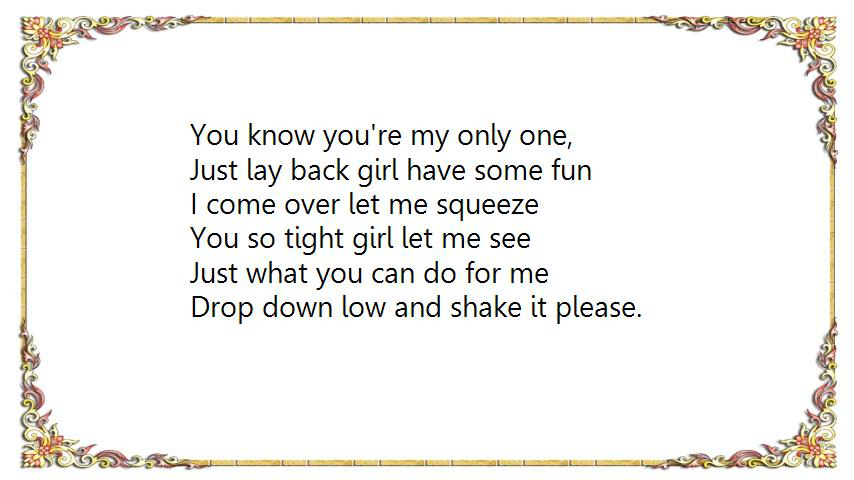 You know you're my only one,
Just lay back girl have some fun
I come over let me squeeze
You so tight girl let me see
Just what you can do for me
Drop down low and shake it please.